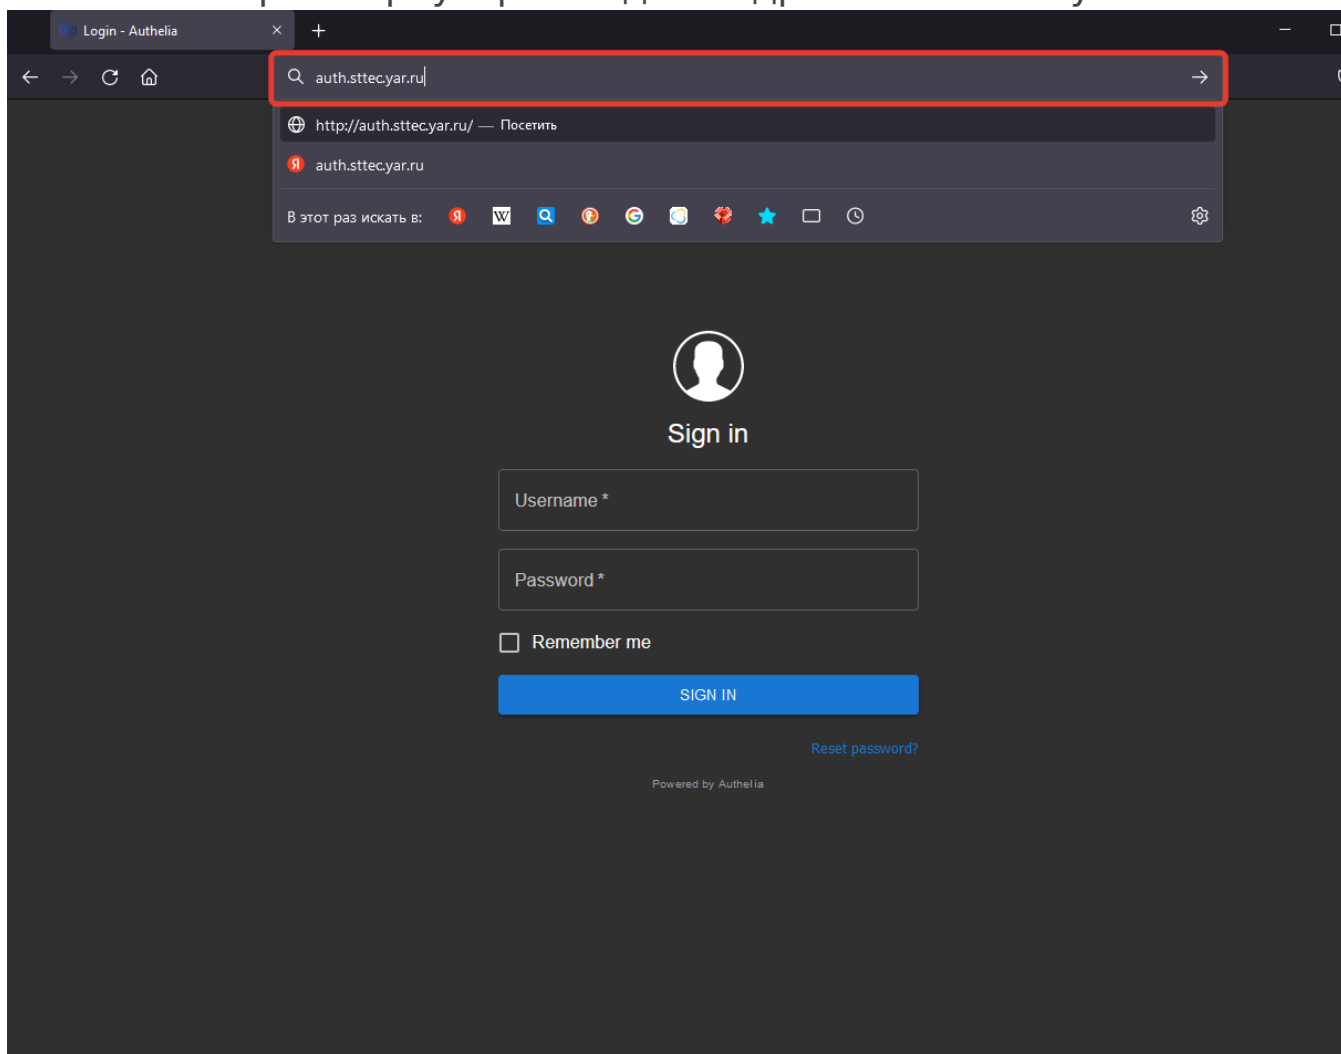 Login - Authelia
auth.sttec.yar.ru
http://auth.sttec.yar.ru/ — Посетить
auth.sttec.yar.ru
В этот раз искать в:
Sign in
Username *
Password *
Remember me
SIGN IN
Reset password?
Powered by Authelia